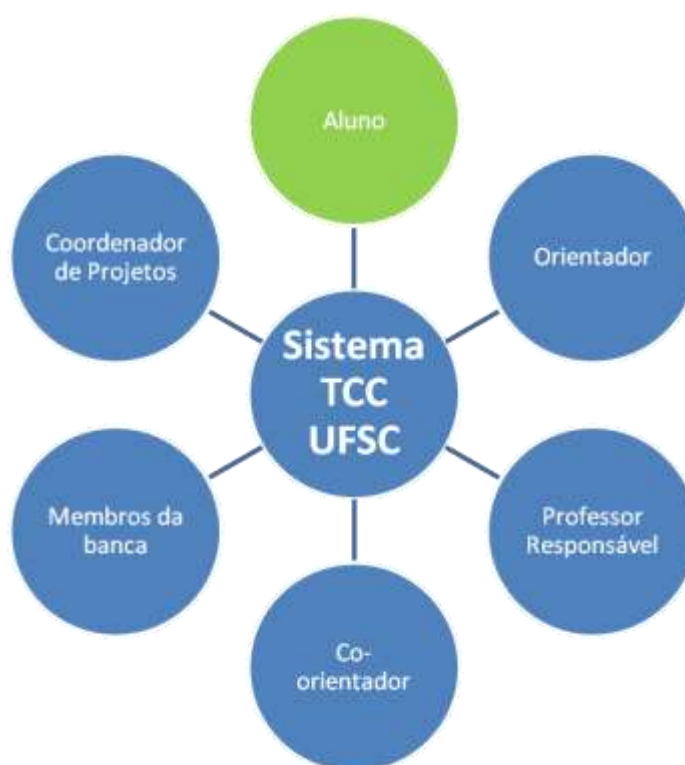 Aluno
Coordenador
de Projetos
Orientador
Sistema
TCC
UFSC
Membros da
banca
Professor
Responsável
Co-
orientador